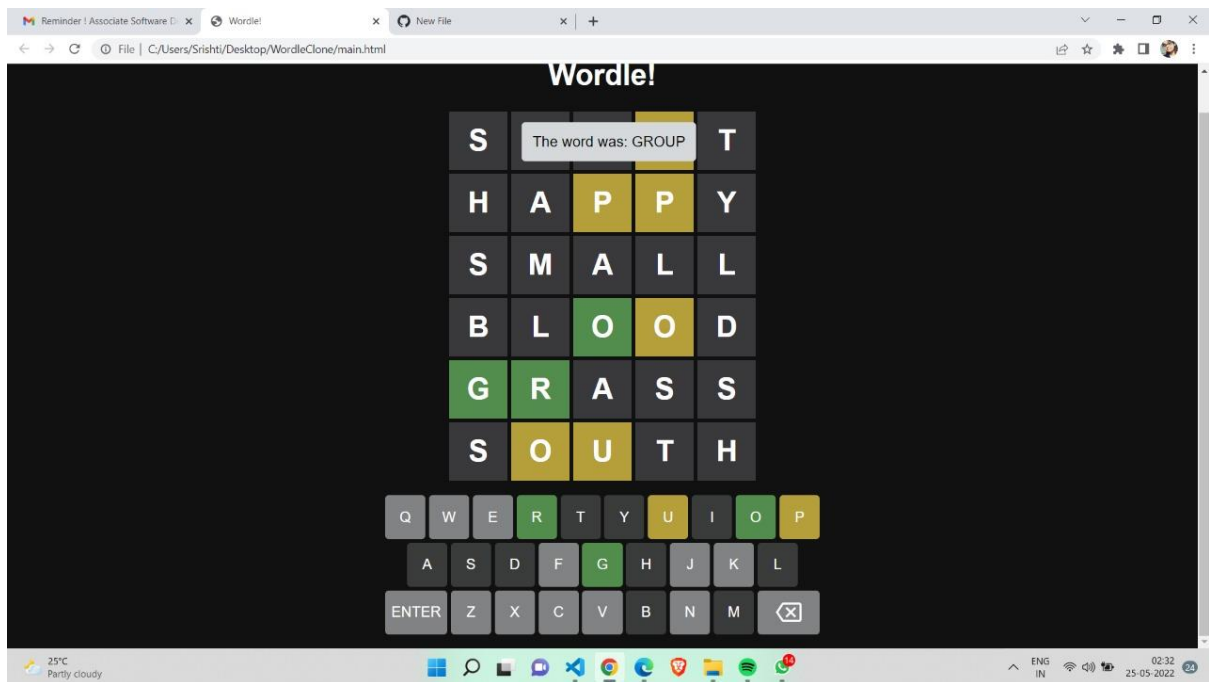 Reminder ! Associate Software D
Wordle!
New File
File | C:/Users/Srishti/Desktop/WordleClone/main.html
Wordle!
S T
The word was: GROUP
H A P P Y
S M A L L
B L O O D
G R A S S
S O U T H
Q W E R T Y U I O P
A S D F G H J K L
ENTER Z X C V B N M
25°C
Partly cloudy
14
ENG
IN
02:32
25-05-2022
24